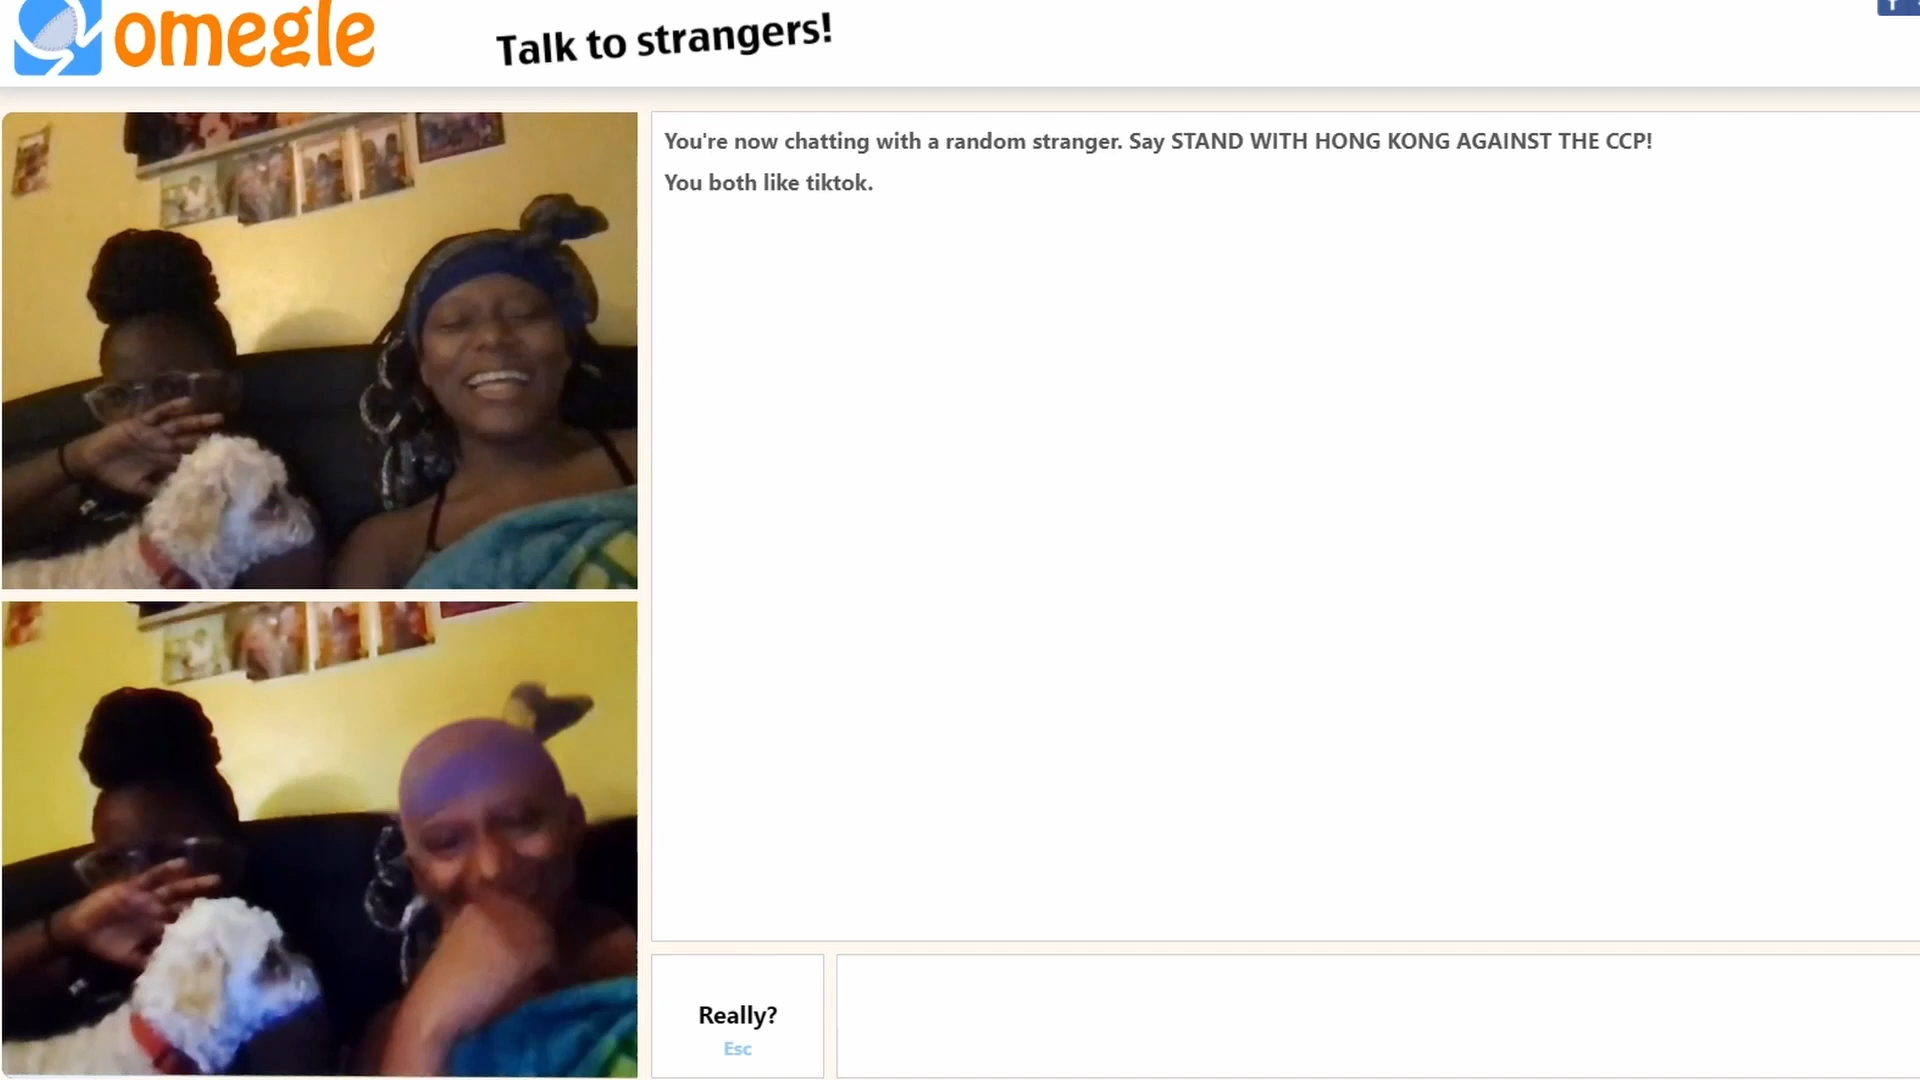 omegle
Talk to strangers!
You're now chatting with a random stranger. Say STAND WITH HONG KONG AGAINST THE CCP!
You both like tiktok.
Really?
Esc